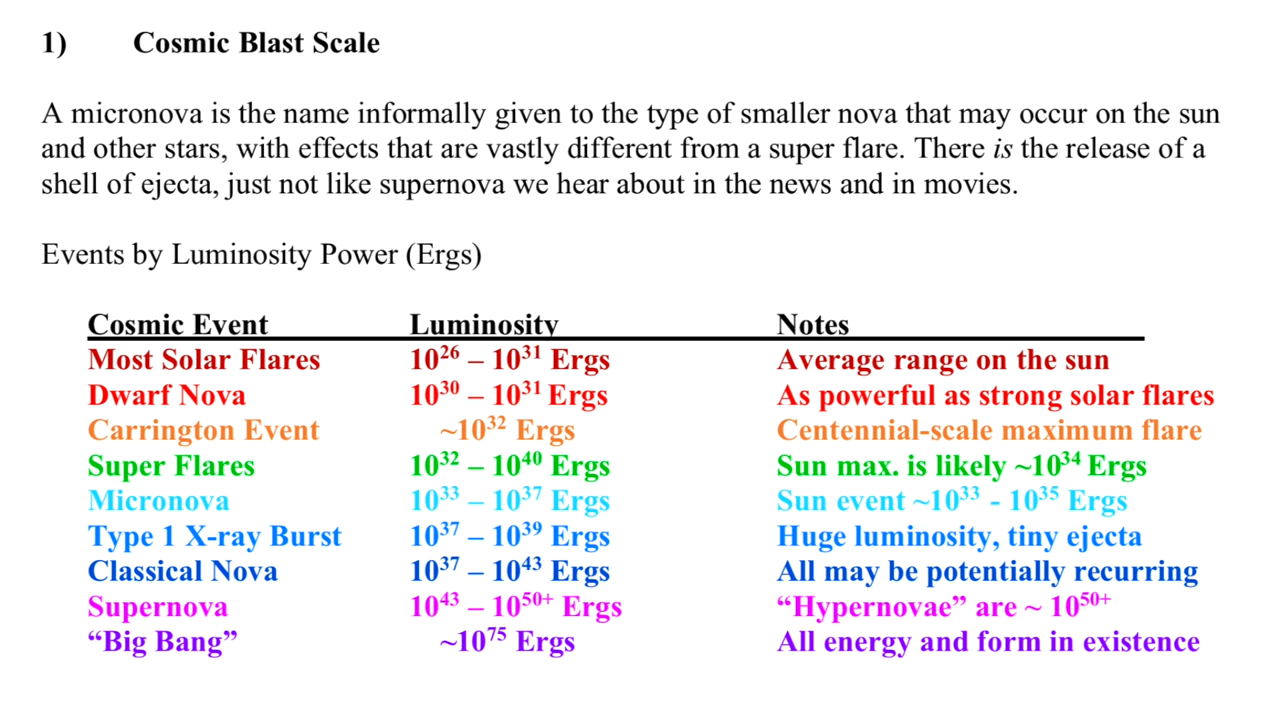 1) Cosmic Blast Scale
A micronova is the name informally given to the type of smaller nova that may occur on the sun
and other stars, with effects that are vastly different from a super flare. There is the release of a
shell of ejecta, just not like supernova we hear about in the news and in movies.
Events by Luminosity Power (Ergs)
Cosmic Event Luminosity Notes
Most Solar Flares 10²⁶ – 10³¹ Ergs Average range on the sun
Dwarf Nova 10³⁰ – 10³¹ Ergs As powerful as strong solar flares
Carrington Event ~10³² Ergs Centennial-scale maximum flare
Super Flares 10³² – 10⁴⁰ Ergs Sun max. is likely ~10³⁴ Ergs
Micronova 10³³ – 10³⁷ Ergs Sun event ~10³³ - 10³⁵ Ergs
Type 1 X-ray Burst 10³⁷ – 10³⁹ Ergs Huge luminosity, tiny ejecta
Classical Nova 10³⁷ – 10⁴³ Ergs All may be potentially recurring
Supernova 10⁴³ – 10⁵⁰⁺ Ergs “Hypernovae” are ~ 10⁵⁰⁺
“Big Bang” ~10⁷⁵ Ergs All energy and form in existence